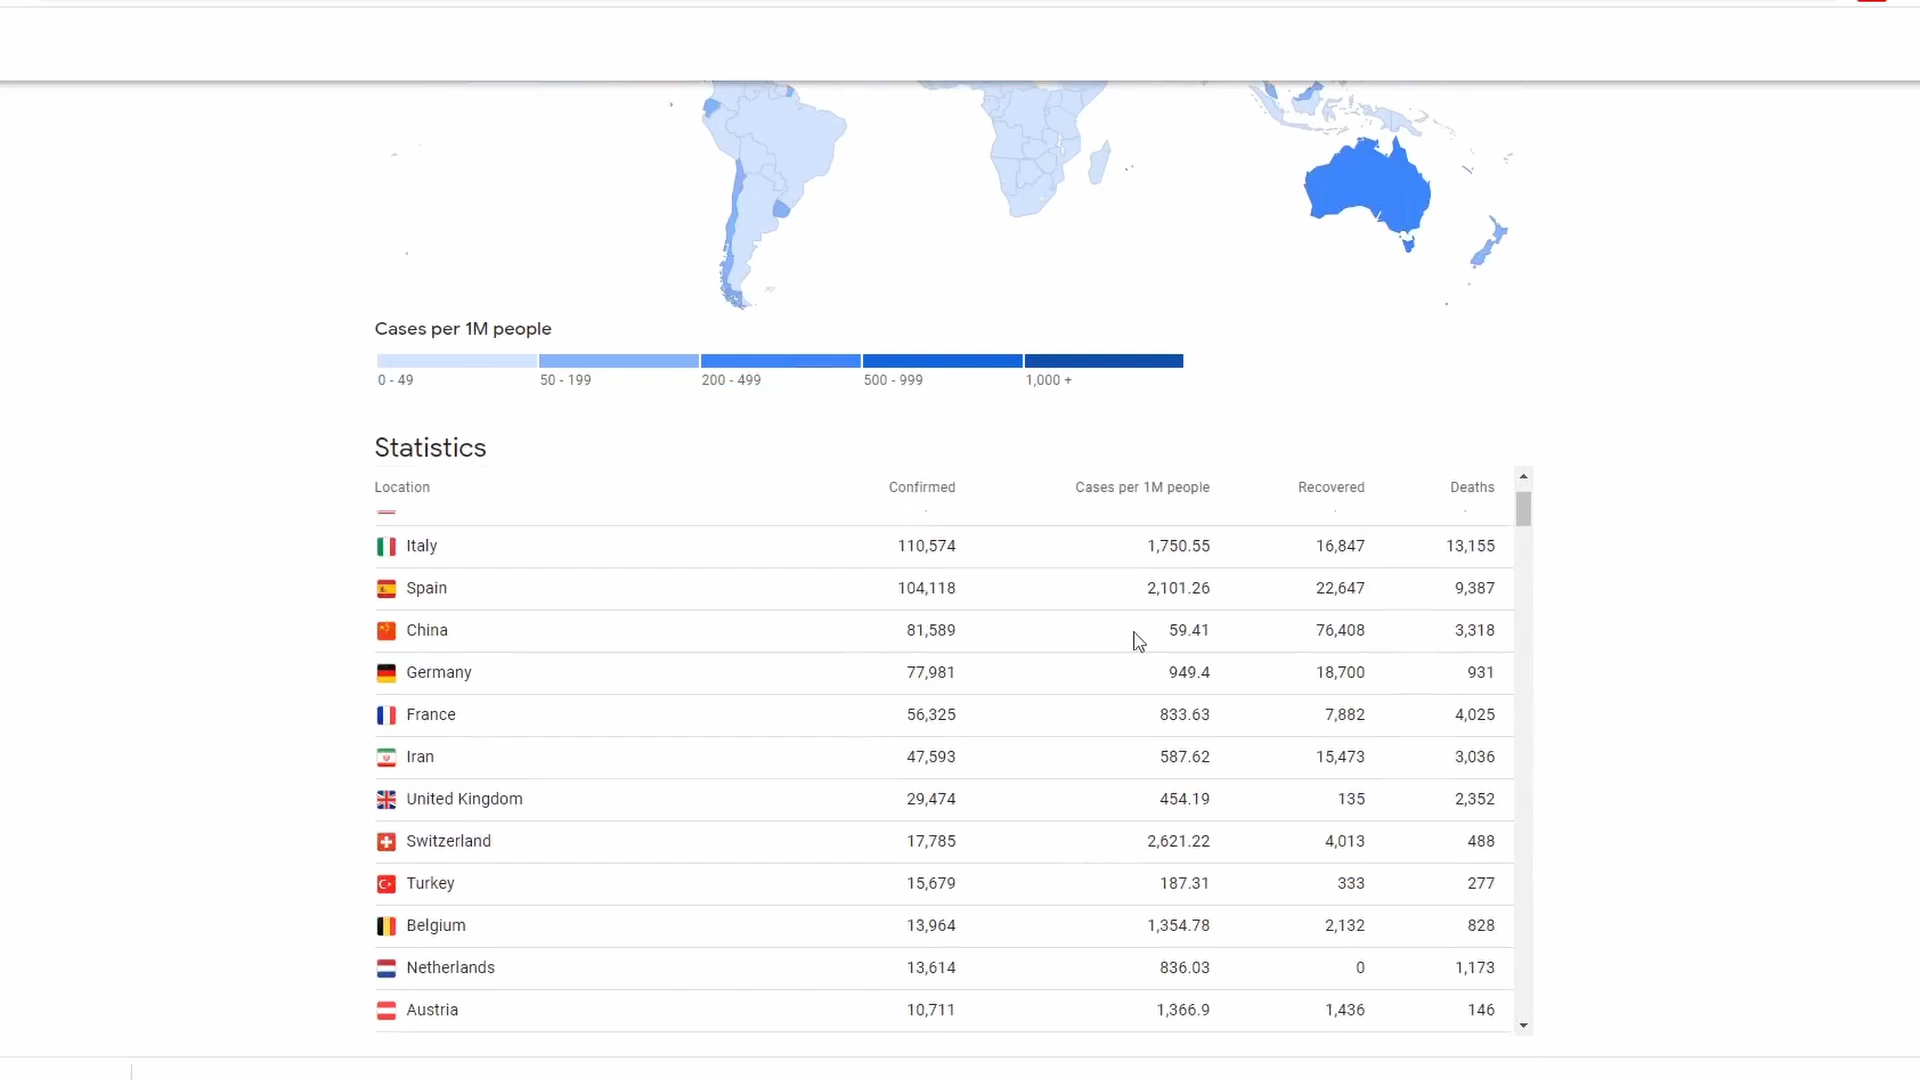 Cases per 1M people
0 - 49 50 - 199 200 - 499 500 - 999 1,000 +
Statistics
Location Confirmed Cases per 1M people Recovered Deaths
Italy 110,574 1,750.55 16,847 13,155
Spain 104,118 2,101.26 22,647 9,387
China 81,589 59.41 76,408 3,318
Germany 77,981 949.4 18,700 931
France 56,325 833.63 7,882 4,025
Iran 47,593 587.62 15,473 3,036
United Kingdom 29,474 454.19 135 2,352
Switzerland 17,785 2,621.22 4,013 488
Turkey 15,679 187.31 333 277
Belgium 13,964 1,354.78 2,132 828
Netherlands 13,614 836.03 0 1,173
Austria 10,711 1,366.9 1,436 146